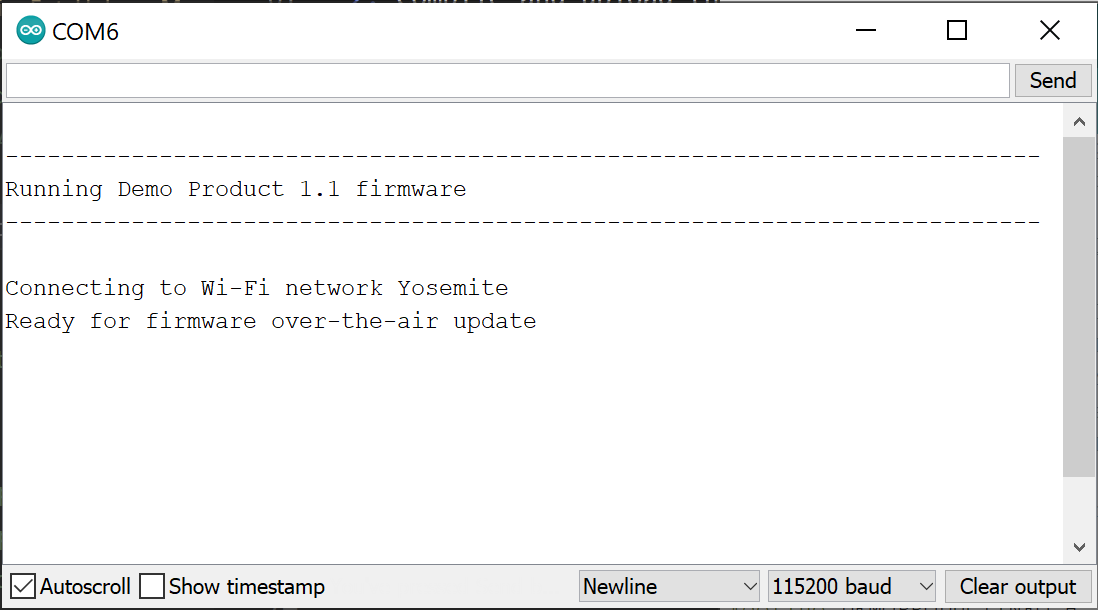 COM6
Send
--------------------------------------------------------------------------
Running Demo Product 1.1 firmware
--------------------------------------------------------------------------
Connecting to Wi-Fi network Yosemite
Ready for firmware over-the-air update
Autoscroll Show timestamp Newline 115200 baud Clear output